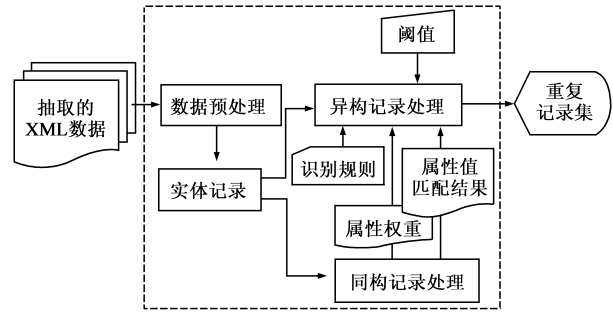 阈值
抽取的
XML数据
数据预处理
异构记录处理
重复
记录集
识别规则
属性值
匹配结果
实体记录
属性权重
同构记录处理